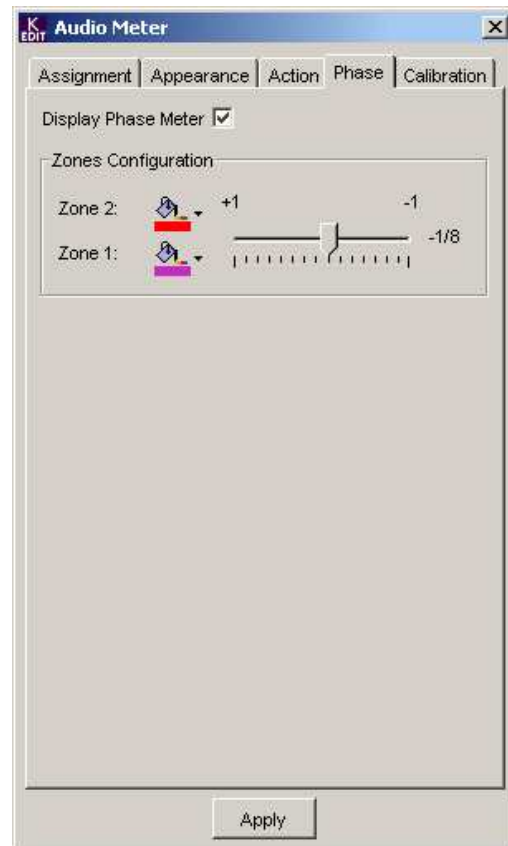 K EDIT Audio Meter
Assignment Appearance Action Phase Calibration
Display Phase Meter
Zones Configuration
Zone 2: +1 -1
-1/8
Zone 1:
Apply